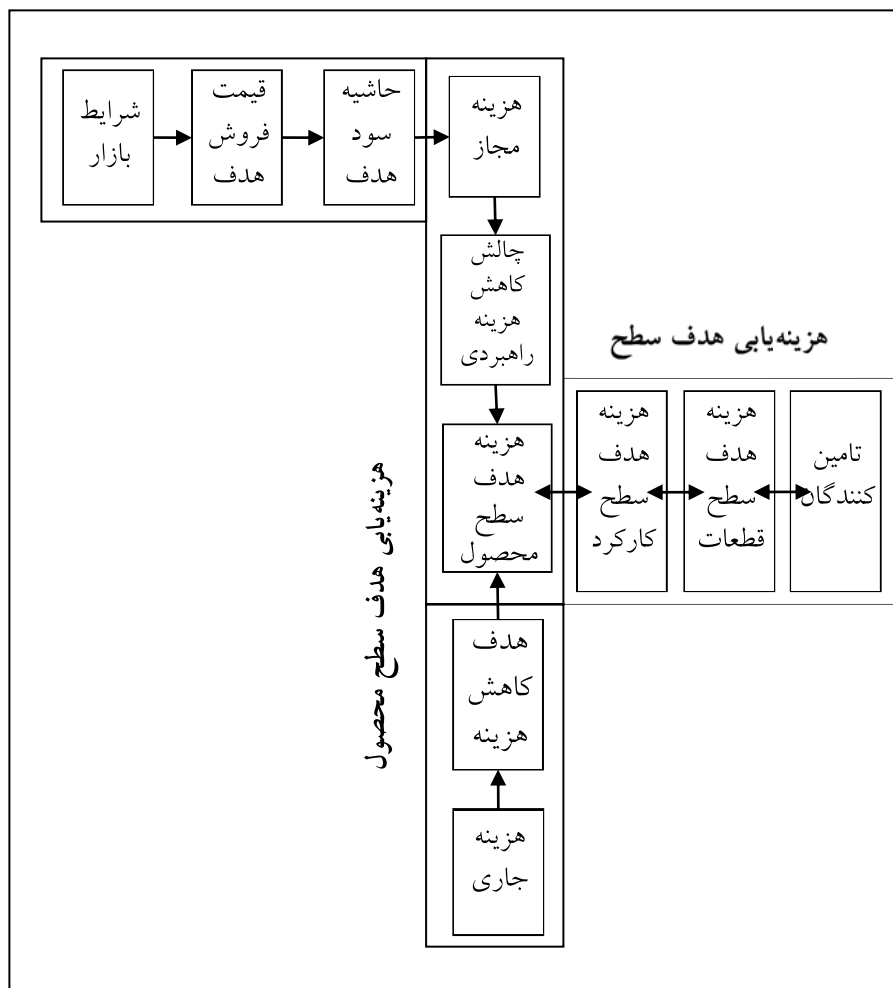 شرایط
بازار
قیمت
فروش
هدف
حاشیه
سود
هدف
هزینه
مجاز
چالش
کاهش
هزینه
راهبردی
هزینه‌یابی هدف سطح
هزینه
هدف
سطح
محصول
هزینه
هدف
سطح
کارکرد
هزینه
هدف
سطح
قطعات
تامین
کنندگان
هزینه‌یابی هدف سطح محصول
هدف
کاهش
هزینه
هزینه
جاری